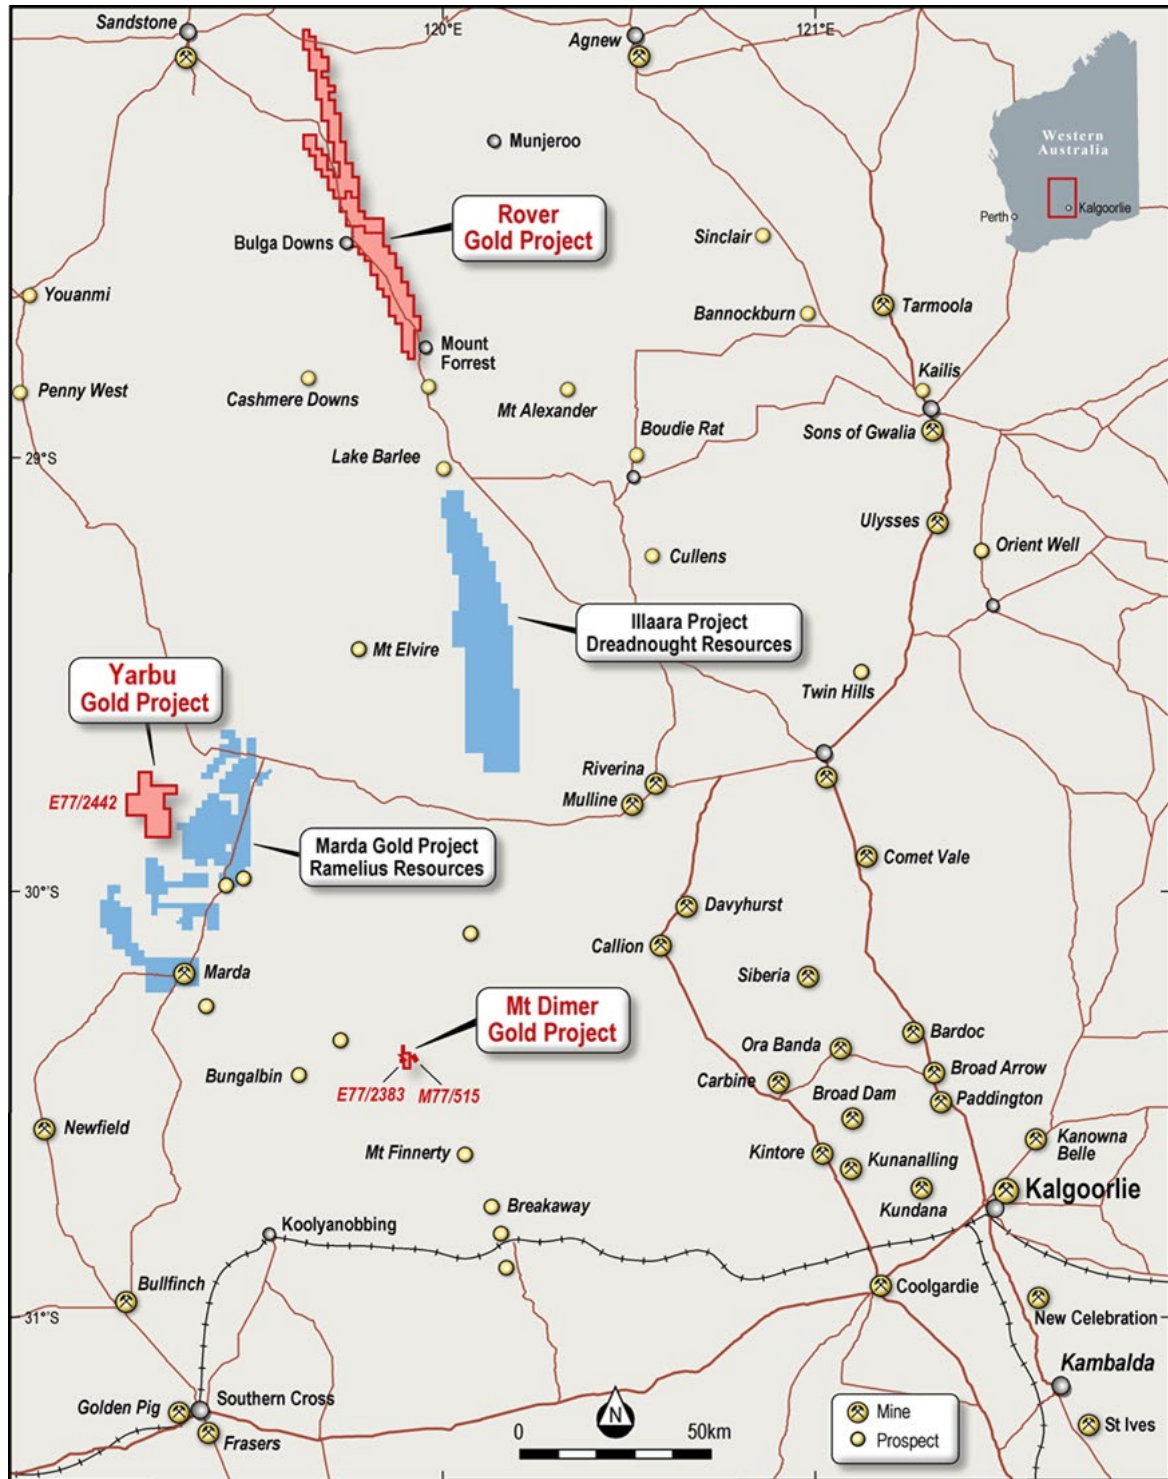 Sandstone
120°E
Agnew
121°E
Munjeroo
Western
Australia
Perth
Kalgoorlie
Rover
Gold Project
Bulga Downs
Sinclair
Youanmi
Bannockburn
Tarmoola
Mount
Forrest
Penny West
Cashmere Downs
Mt Alexander
Kailis
Boudie Rat
Sons of Gwalia
29°S
Lake Barlee
Ulysses
Orient Well
Cullens
Illaara Project
Dreadnought Resources
Mt Elvire
Yarbu
Gold Project
Twin Hills
Riverina
Mulline
E77/2442
Marda Gold Project
Ramelius Resources
Comet Vale
30°S
Davyhurst
Callion
Marda
Siberia
Mt Dimer
Gold Project
Bardoc
Ora Banda
Bungalbin
E77/2383
M77/515
Carbine
Broad Arrow
Broad Dam
Paddington
Newfield
Mt Finnerty
Kintore
Kunanalling
Kanowna
Belle
Kundana
Kalgoorlie
Breakaway
Koolyanobbing
Bullfinch
Coolgardie
31°S
New Celebration
Kambalda
Golden Pig
Southern Cross
Frasers
N
0
50km
Mine
Prospect
St Ives